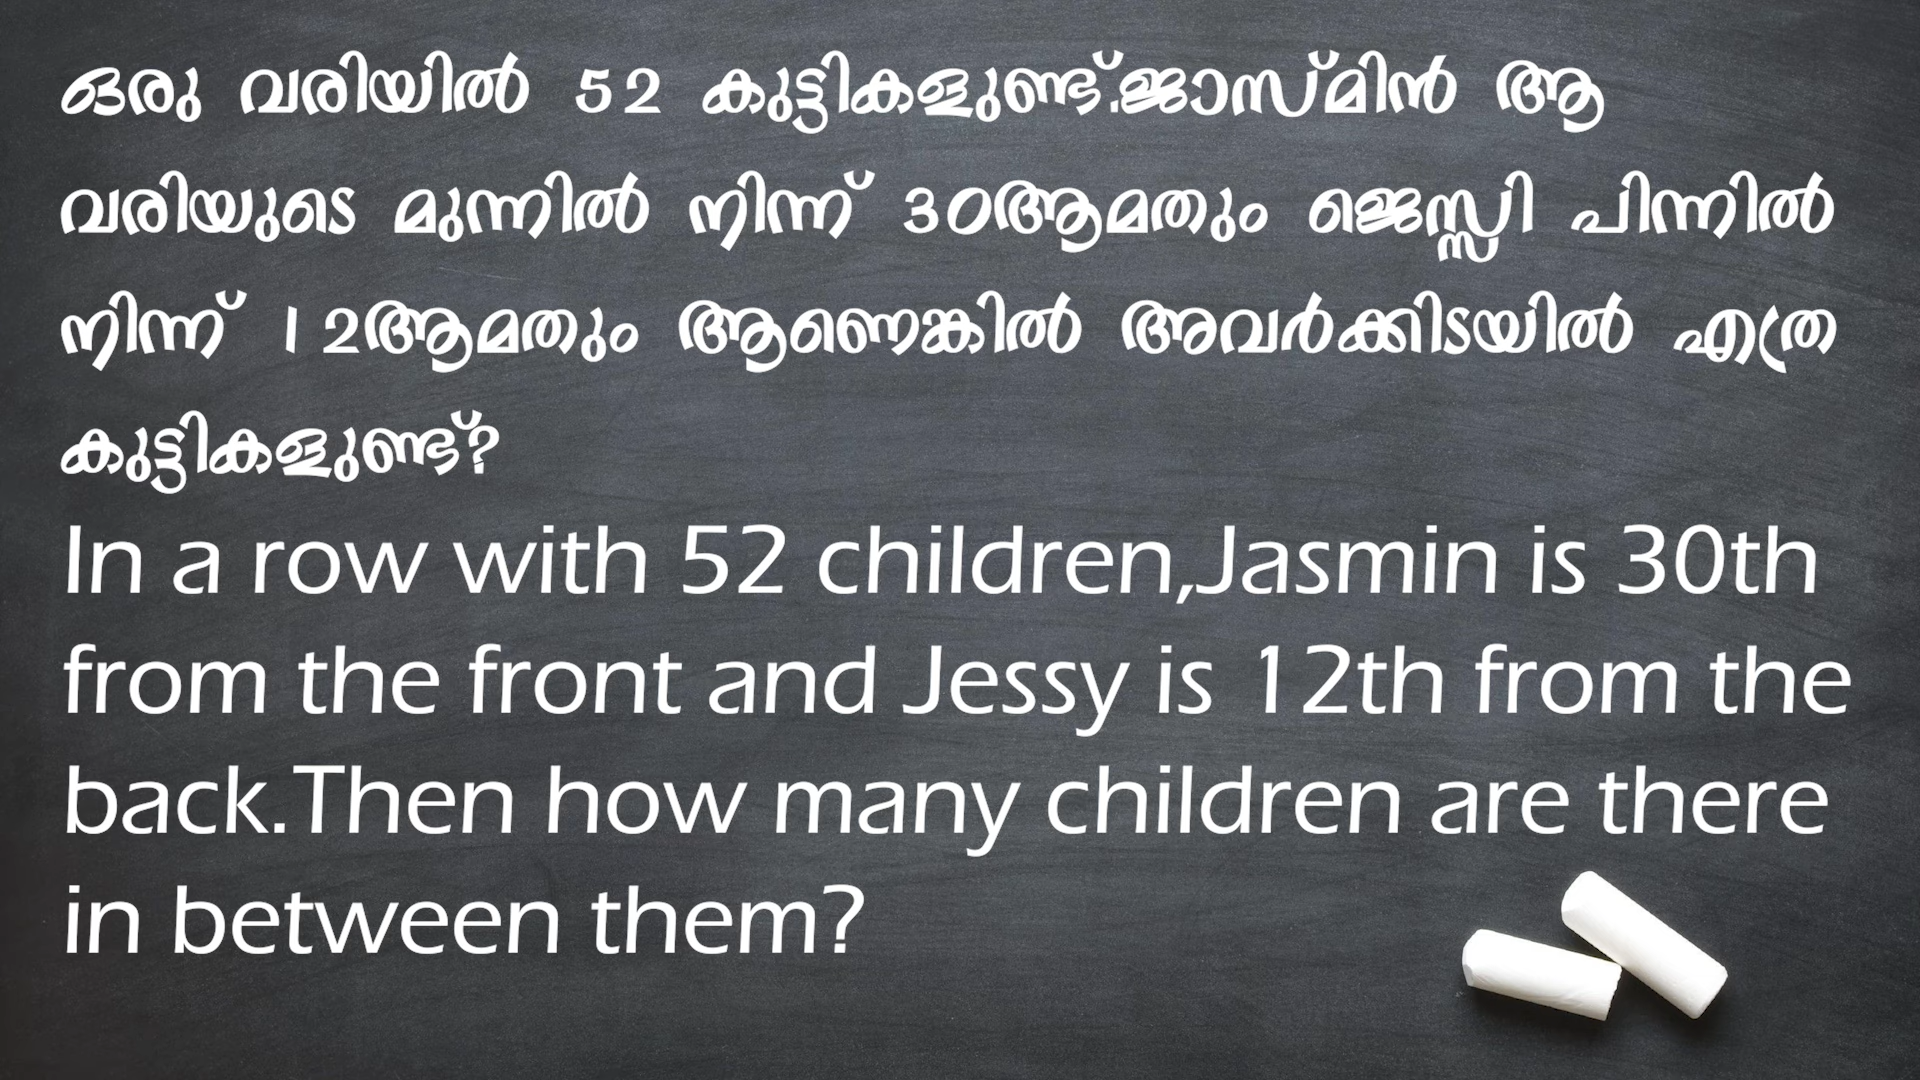 ഒരു വരിയിൽ 52 കുട്ടികളുണ്ട്.ജാസ്മിൻ ആ
വരിയുടെ മുന്നിൽ നിന്ന് 30ആമതും ജെസ്സി പിന്നിൽ
നിന്ന് 12ആമതും ആണെങ്കിൽ അവർക്കിടയിൽ എത്ര
കുട്ടികളുണ്ട്?
In a row with 52 children,Jasmin is 30th
from the front and Jessy is 12th from the
back.Then how many children are there
in between them?